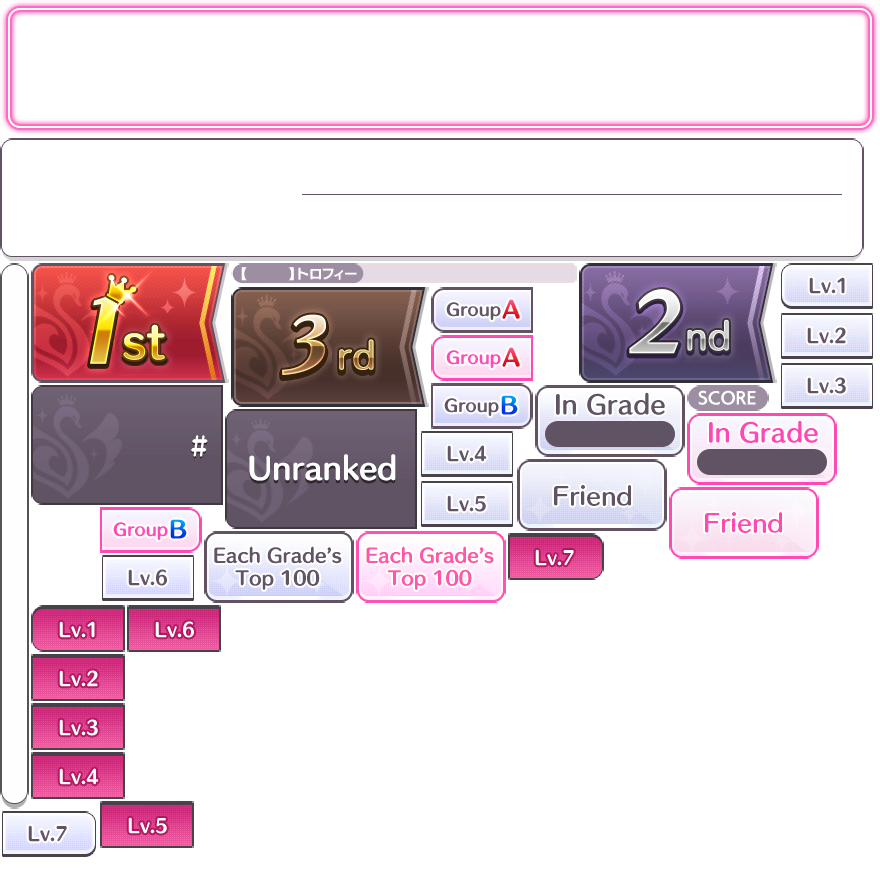 1st
【 】トロフィー
3rd
GroupA
GroupA
GroupB
2nd
Lv.1
Lv.2
Lv.3
In Grade
SCORE
In Grade
#
Unranked
Lv.4
Lv.5
Friend
Friend
GroupB
Lv.6
Each Grade's
Top 100
Each Grade's
Top 100
Lv.7
Lv.1
Lv.6
Lv.2
Lv.3
Lv.4
Lv.7
Lv.5